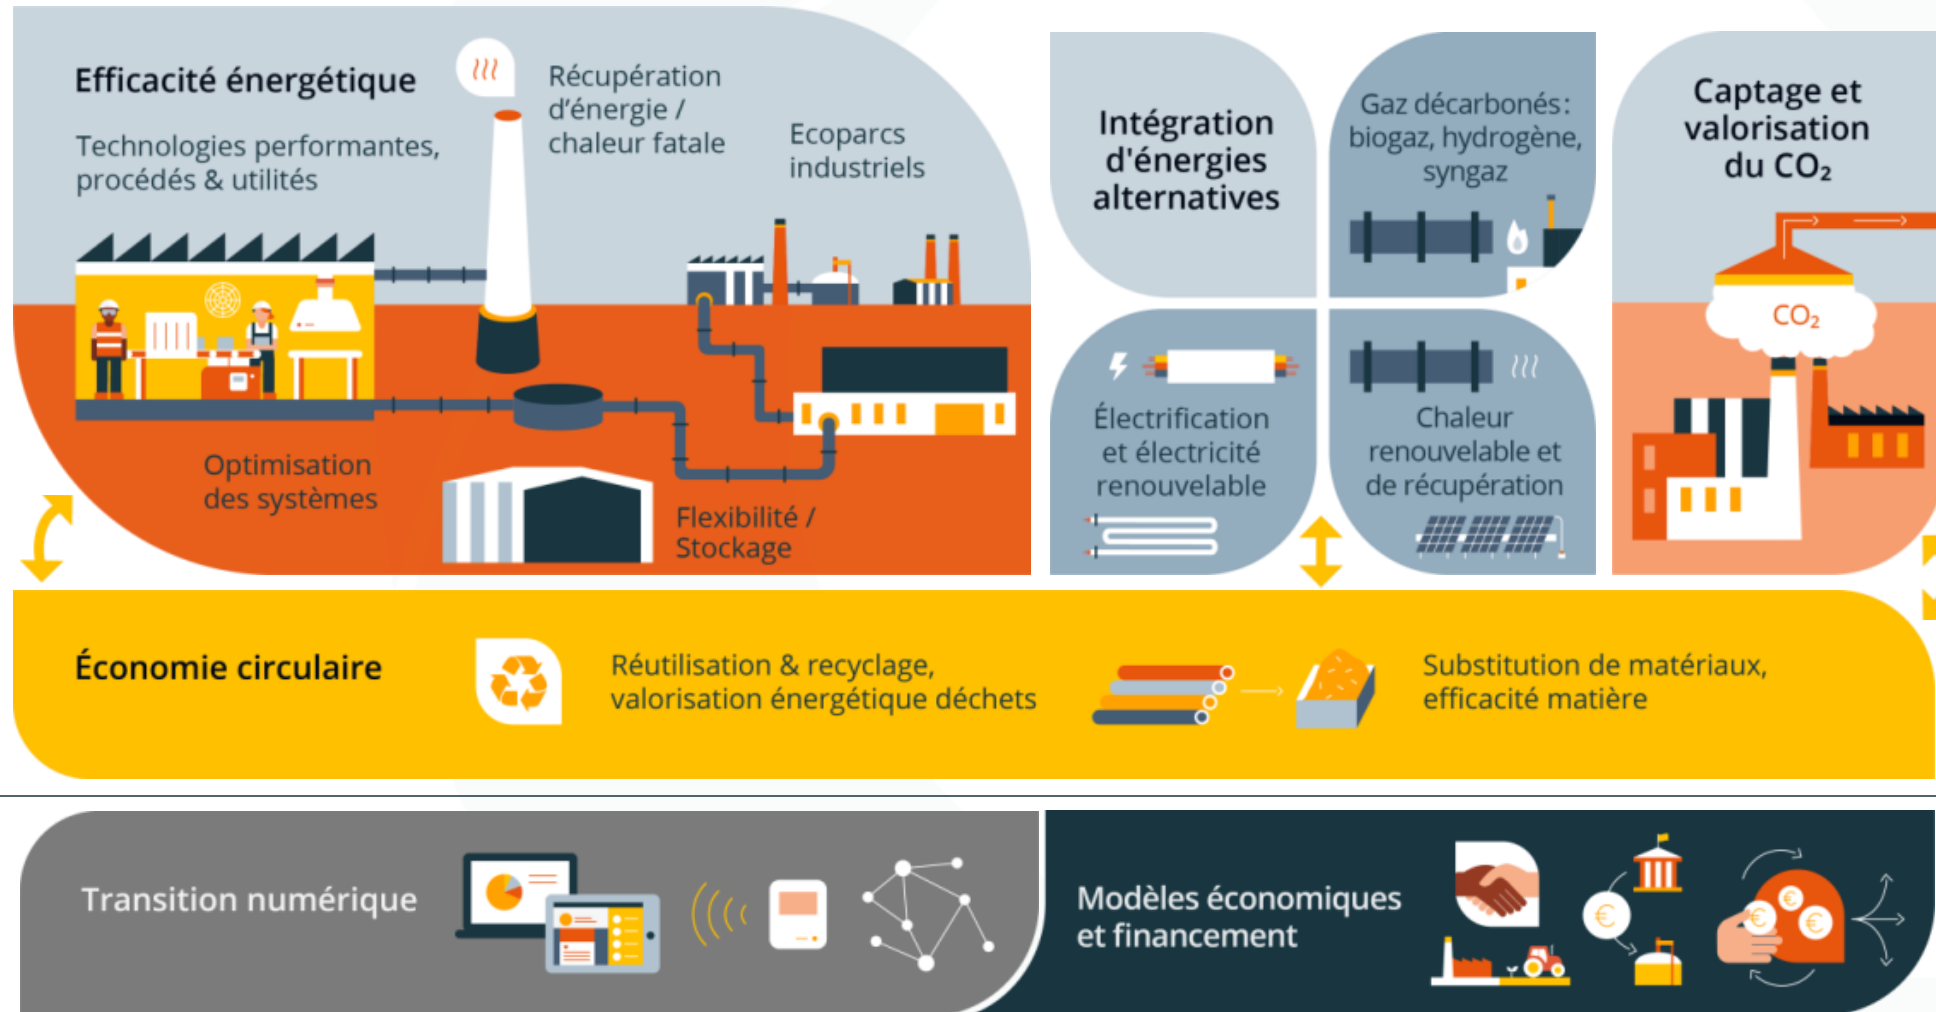 Efficacité énergétique
Technologies performantes,
procédés & utilités
Récupération
d'énergie /
chaleur fatale
Ecoparcs
industriels
Optimisation
des systèmes
Flexibilité /
Stockage
Intégration
d'énergies
alternatives
Gaz décarbonés :
biogaz, hydrogène,
syngaz
Électrification
et électricité
renouvelable
Chaleur
renouvelable et
de récupération
Captage et
valorisation
du CO₂
CO₂
Économie circulaire
Réutilisation & recyclage,
valorisation énergétique déchets
Substitution de matériaux,
efficacité matière
Transition numérique
Modèles économiques
et financement
€
€
€
€